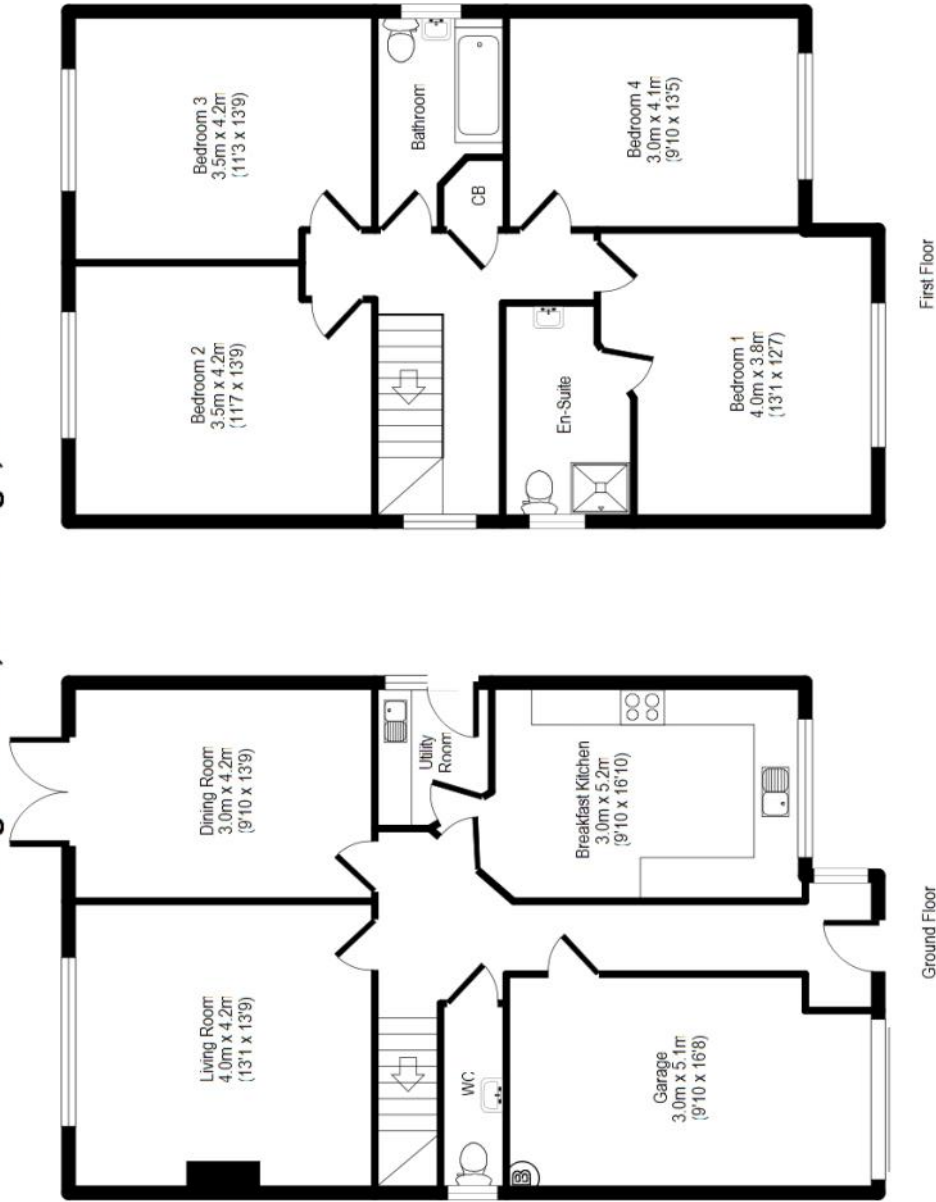 Bedroom 3
3.5m x 4.2m
(11'3 x 13'9)
Bathroom
CB
Bedroom 4
3.0m x 4.1m
(9'10 x 13'5)
Bedroom 2
3.5m x 4.2m
(11'7 x 13'9)
En-Suite
Bedroom 1
4.0m x 3.8m
(13'1 x 12'7)
First Floor
Dining Room
3.0m x 4.2m
(9'10 x 13'9)
Utility
Room
Breakfast Kitchen
3.0m x 5.2m
(9'10 x 16'10)
Living Room
4.0m x 4.2m
(13'1 x 13'9)
WC
Garage
3.0m x 5.1m
(9'10 x 16'8)
B
Ground Floor